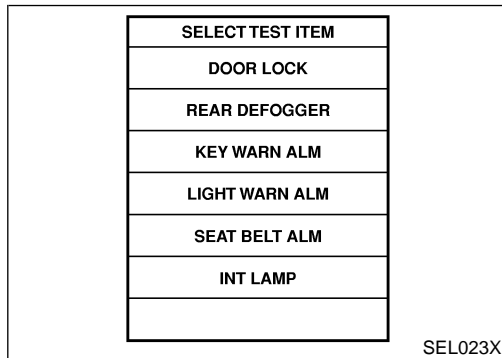 SELECT TEST ITEM
DOOR LOCK
REAR DEFOGGER
KEY WARN ALM
LIGHT WARN ALM
SEAT BELT ALM
INT LAMP
SEL023X